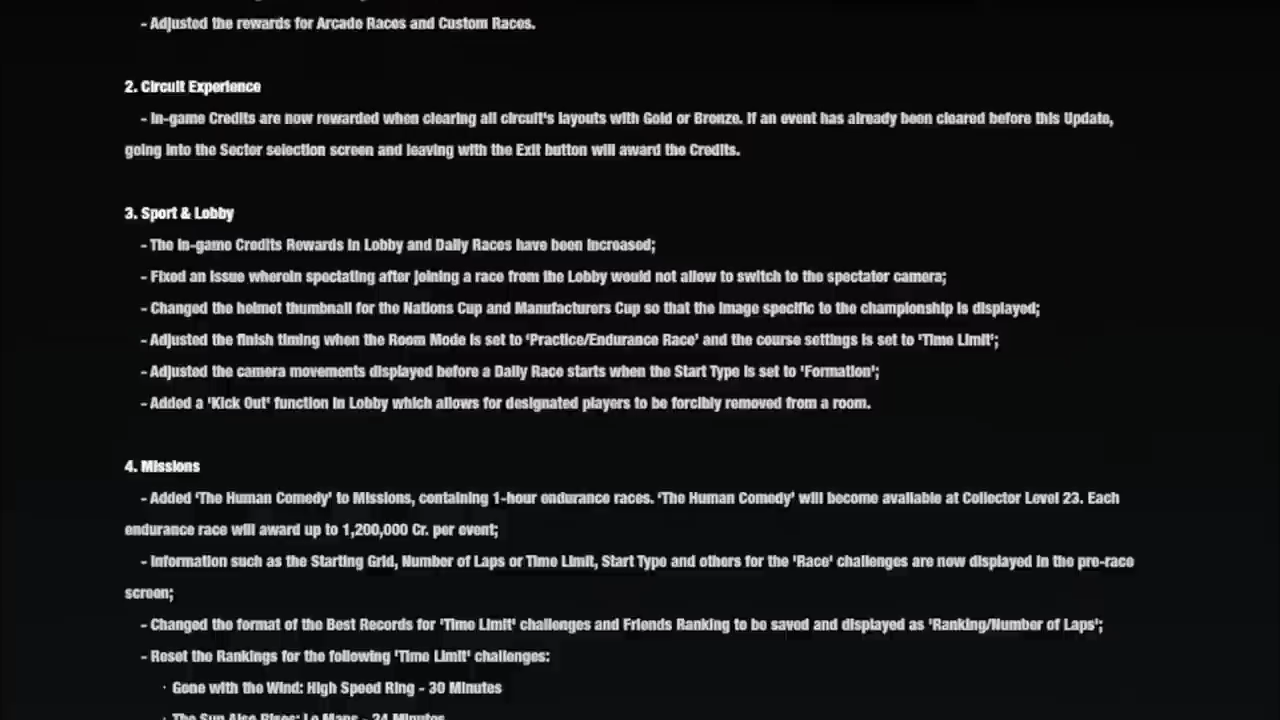 - Adjusted the rewards for Arcade Races and Custom Races.
2. Circuit Experience
- In-game Credits are now rewarded when clearing all circuit's layouts with Gold or Bronze. If an event has already been cleared before this Update,
going into the Sector selection screen and leaving with the Exit button will award the Credits.
3. Sport & Lobby
- The in-game Credits Rewards in Lobby and Daily Races have been increased;
- Fixed an issue wherein spectating after joining a race from the Lobby would not allow to switch to the spectator camera;
- Changed the helmet thumbnail for the Nations Cup and Manufacturers Cup so that the image specific to the championship is displayed;
- Adjusted the finish timing when the Room Mode is set to 'Practice/Endurance Race' and the course settings is set to 'Time Limit';
- Adjusted the camera movements displayed before a Daily Race starts when the Start Type is set to 'Formation';
- Added a 'Kick Out' function in Lobby which allows for designated players to be forcibly removed from a room.
4. Missions
- Added 'The Human Comedy' to Missions, containing 1-hour endurance races. 'The Human Comedy' will become available at Collector Level 23. Each
endurance race will award up to 1,200,000 Cr. per event;
- Information such as the Starting Grid, Number of Laps or Time Limit, Start Type and others for the 'Race' challenges are now displayed in the pre-race
screen;
- Changed the format of the Best Records for 'Time Limit' challenges and Friends Ranking to be saved and displayed as 'Ranking/Number of Laps';
- Reset the Rankings for the following 'Time Limit' challenges:
· Gone with the Wind: High Speed Ring - 30 Minutes
· The Sun Also Rises: Le Mans - 24 Minutes